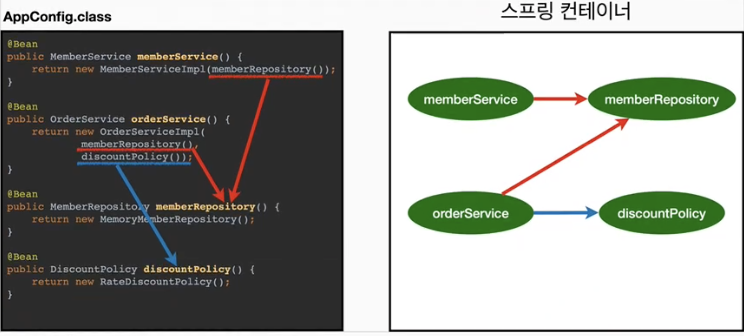 AppConfig.class
@Bean
public MemberService memberService() {
    return new MemberServiceImpl(memberRepository());
}
@Bean
public OrderService orderService() {
    return new OrderServiceImpl(
        memberRepository(),
        discountPolicy());
}
@Bean
public MemberRepository memberRepository() {
    return new MemoryMemberRepository();
}
@Bean
public DiscountPolicy discountPolicy() {
    return new RateDiscountPolicy();
}
스프링 컨테이너
memberService
memberRepository
orderService
discountPolicy